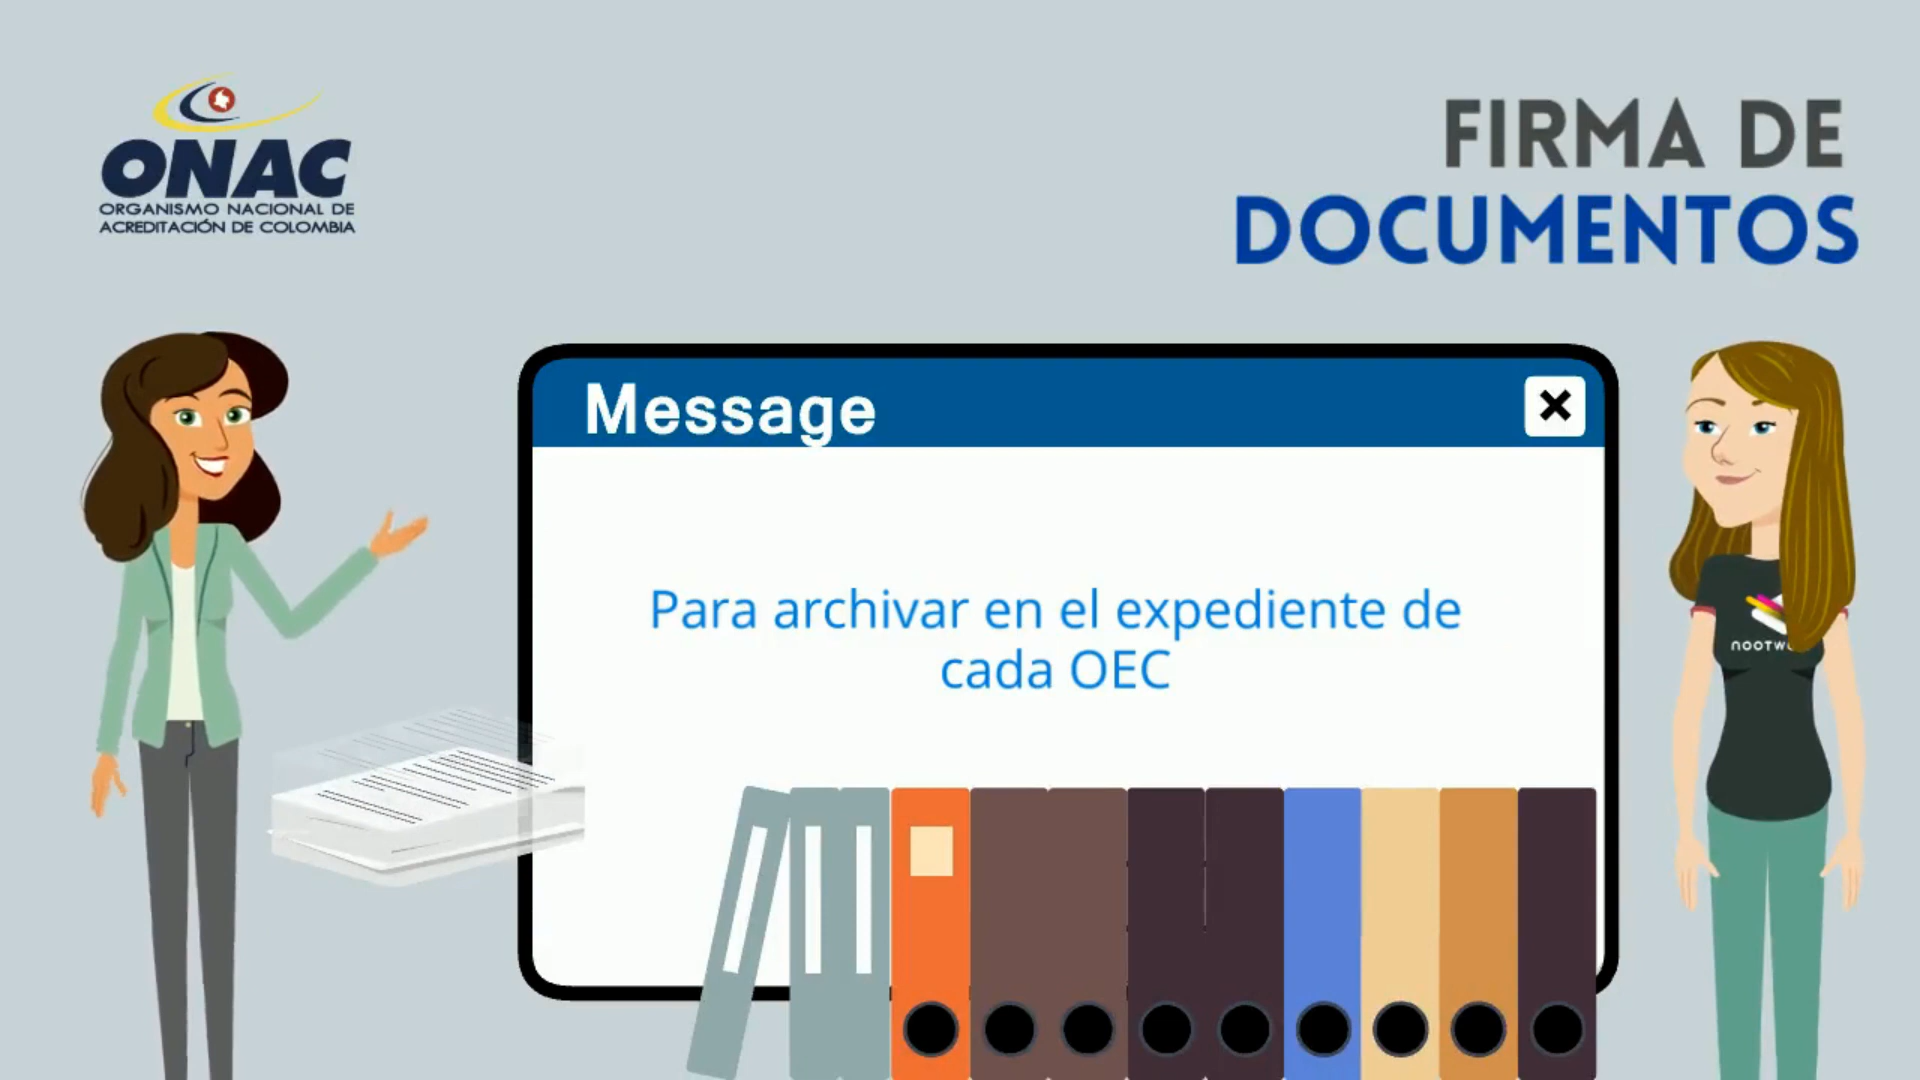 ONAC
ORGANISMO NACIONAL DE
ACREDITACIÓN DE COLOMBIA
FIRMA DE
DOCUMENTOS
Message
Para archivar en el expediente de
cada OEC